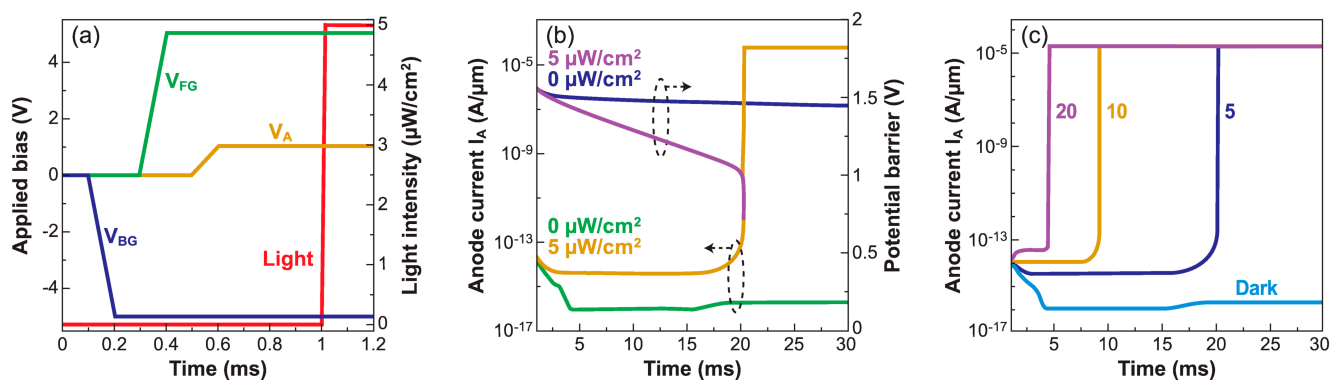 (a)
Applied bias (V)
4
2
0
-2
-4
V_FG
V_A
V_BG
Light
0
0.2
0.4
0.6
0.8
1
1.2
Time (ms)
5
4
3
2
1
0
Light intensity (μW/cm²)
(b)
Anode current I_A (A/μm)
10⁻⁵
10⁻⁹
10⁻¹³
10⁻¹⁷
5 μW/cm²
0 μW/cm²
0 μW/cm²
5 μW/cm²
5
10
15
20
25
30
Time (ms)
2
1.5
1
0.5
0
Potential barrier (V)
(c)
Anode current I_A (A/μm)
10⁻⁵
10⁻⁹
10⁻¹³
10⁻¹⁷
20
10
5
Dark
5
10
15
20
25
30
Time (ms)